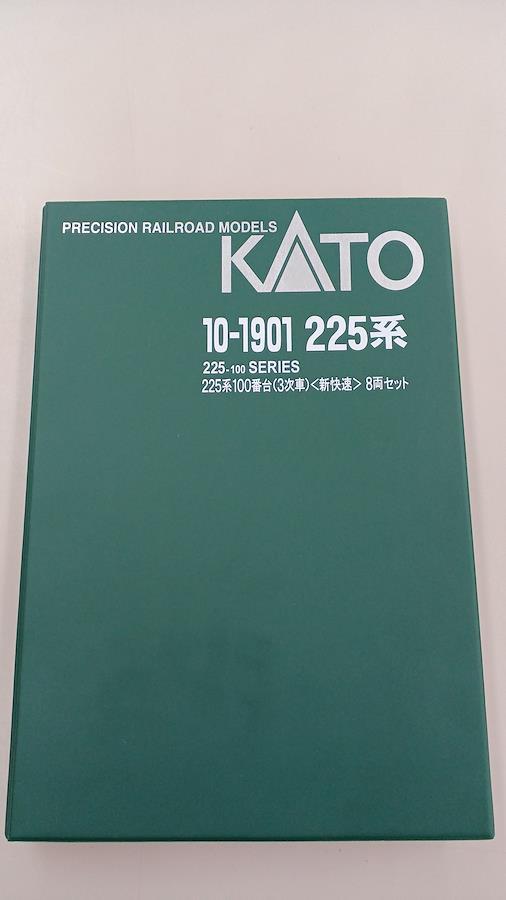 PRECISION RAILROAD MODELS
KATO
10-1901 225系
225-100 SERIES
225系100番台(3次車)<新快速> 8両セット